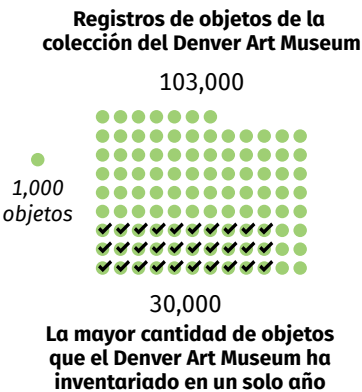 Registros de objetos de la
colección del Denver Art Museum
103,000
1,000
objetos
30,000
La mayor cantidad de objetos
que el Denver Art Museum ha
inventariado en un solo año